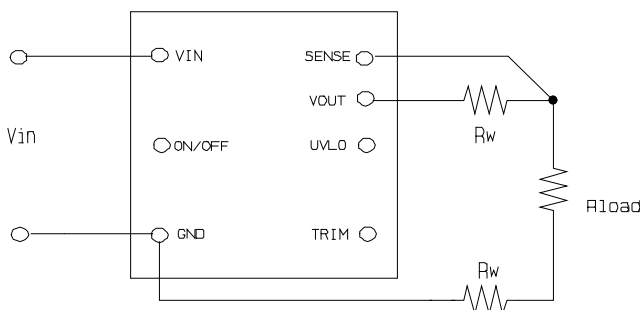 VIN
SENSE
VOUT
Rw
Vin
ON/OFF
UVLO
Rload
GND
TRIM
Rw